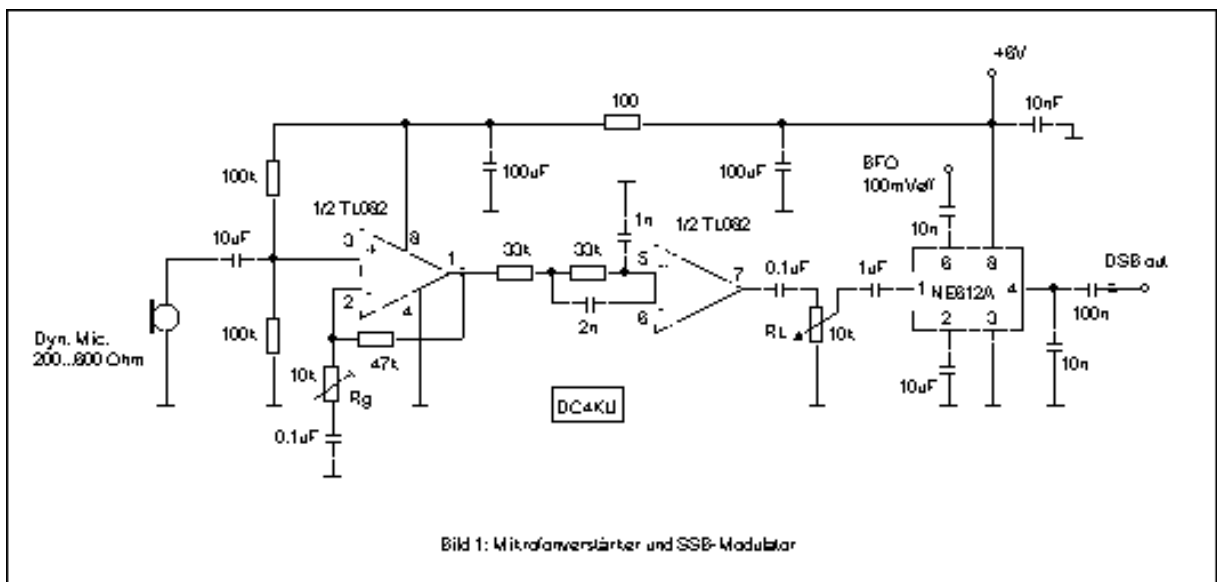 +6V
100
10nF
100k
100uF
100uF
BFO
100mVeff
10n
1/2 TL082
1n
1/2 TL082
10uF
3
+
8
1
2
-
4
33k
33k
2n
5
6
7
0.1uF
1uF
6
8
1
NE612A
4
2
3
DSB out
100n
10n
Dyn. Mic.
200...600 Ohm
100k
47k
10k
Rg
0.1uF
RL
10k
10uF
DC4KU
Bild 1: Mikrofonverstärker und SSB-Modulator